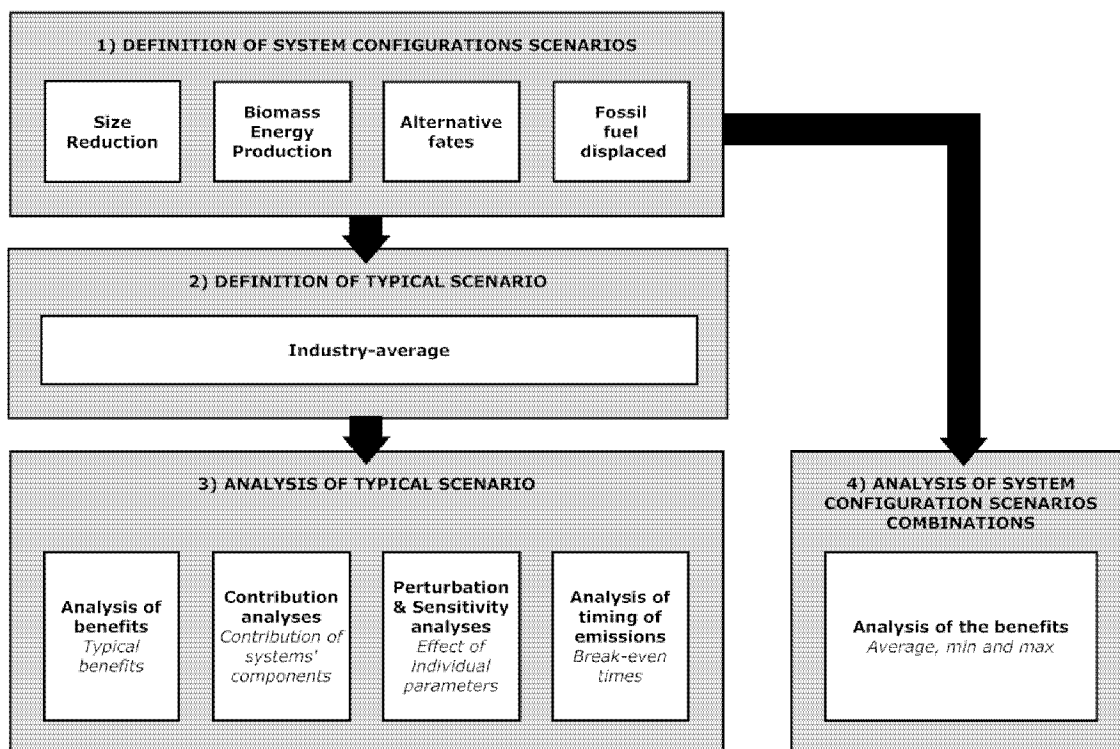 1) DEFINITION OF SYSTEM CONFIGURATIONS SCENARIOS
Size
Reduction
Biomass
Energy
Production
Alternative
fates
Fossil
fuel
displaced
2) DEFINITION OF TYPICAL SCENARIO
Industry-average
3) ANALYSIS OF TYPICAL SCENARIO
Analysis of
benefits
Typical
benefits
Contribution
analyses
Contribution of
systems'
components
Perturbation
& Sensitivity
analyses
Effect of
individual
parameters
Analysis of
timing of
emissions
Break-even
times
4) ANALYSIS OF SYSTEM
CONFIGURATION SCENARIOS
COMBINATIONS
Analysis of the benefits
Average, min and max